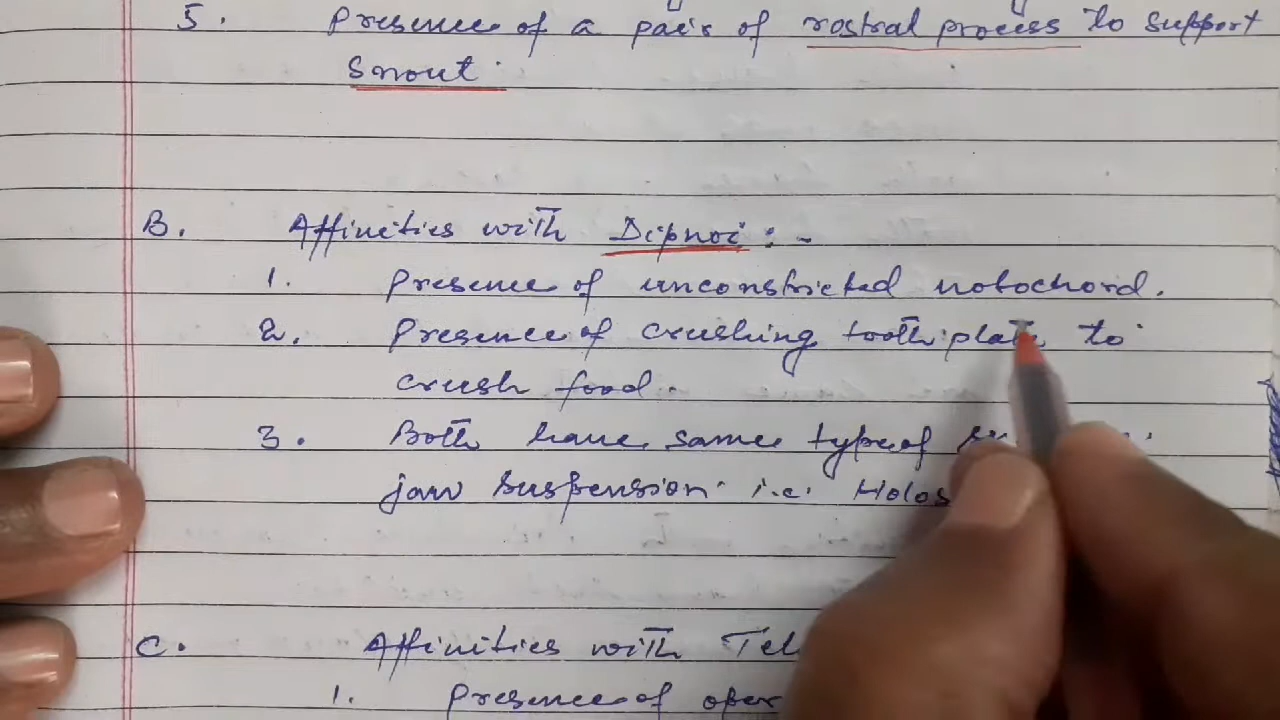 5. Presence of a pair of rostral process to support
Snout.
B. Affinities with Dipnoi : -
1. Presence of unconstricted notochord.
2. Presence of crushing tooth plate to
crush food.
3. Both have same type of
jaw suspension i.e. Holos
C. Affinities with Tel
1. Presence of oper